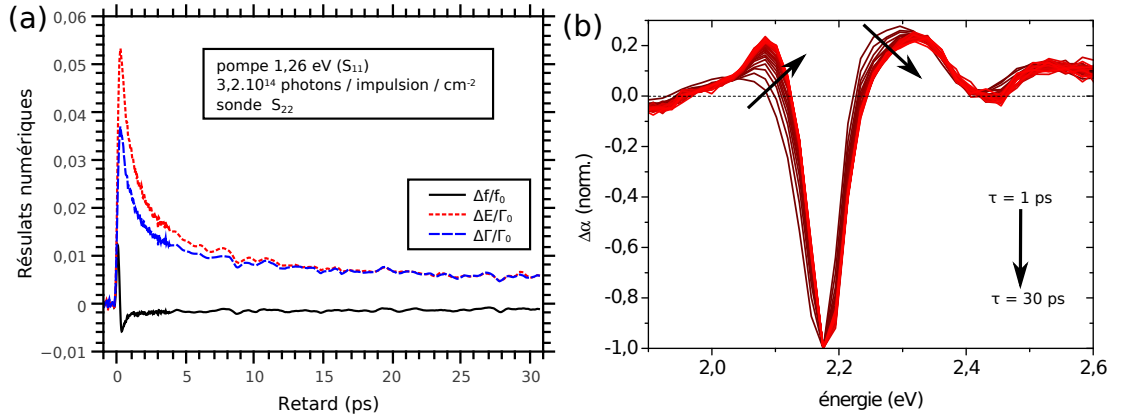 (a)
0,06
0,05
0,04
0,03
0,02
0,01
0
−0,01
Résulats numériques
pompe 1,26 eV (S₁₁)
3,2.10¹⁴ photons / impulsion / cm⁻²
sonde S₂₂
Δf/f₀
ΔE/Γ₀
ΔΓ/Γ₀
0
5
10
15
20
25
30
Retard (ps)
(b)
0,2
0,0
-0,2
-0,4
-0,6
-0,8
-1,0
Δα (norm.)
τ = 1 ps
τ = 30 ps
2,0
2,2
2,4
2,6
énergie (eV)